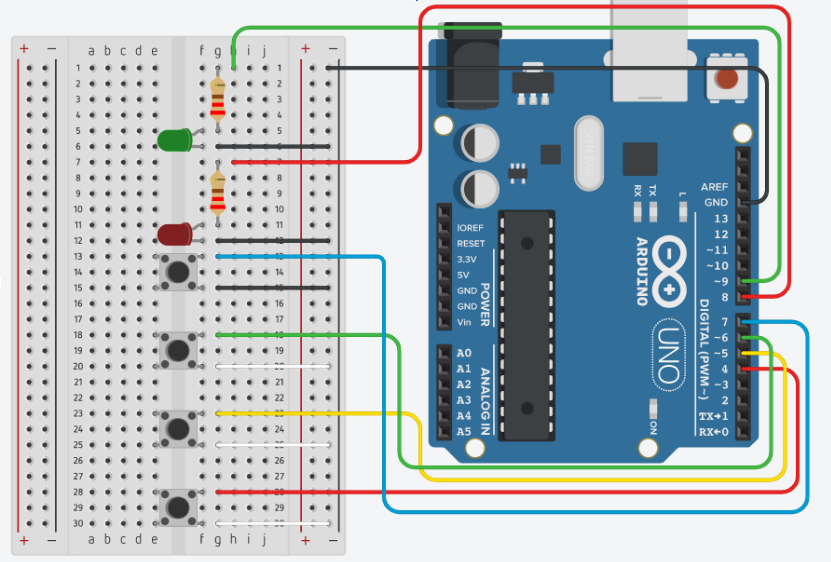 + − a b c d e f g h i j + −
1 1
2 2
3 3
4 4
5 5
6 6
7 7
8 8
9 9
10 10
11 11
12 12
13 13
14 14
15 15
16 16
17 17
18 18
19 19
20 20
21 21
22 22
23 23
24 24
25 25
26 26
27 27
28 28
29 29
30 30
+ − a b c d e f g h i j + −
IOREF
RESET
3.3V
5V
GND
GND
Vin
POWER
A0
A1
A2
A3
A4
A5
ANALOG IN
RX
TX
L
ARDUINO
UNO
ON
AREF
GND
13
12
~11
~10
~9
8
7
~6
~5
4
~3
2
TX→1
RX←0
DIGITAL (PWM~)